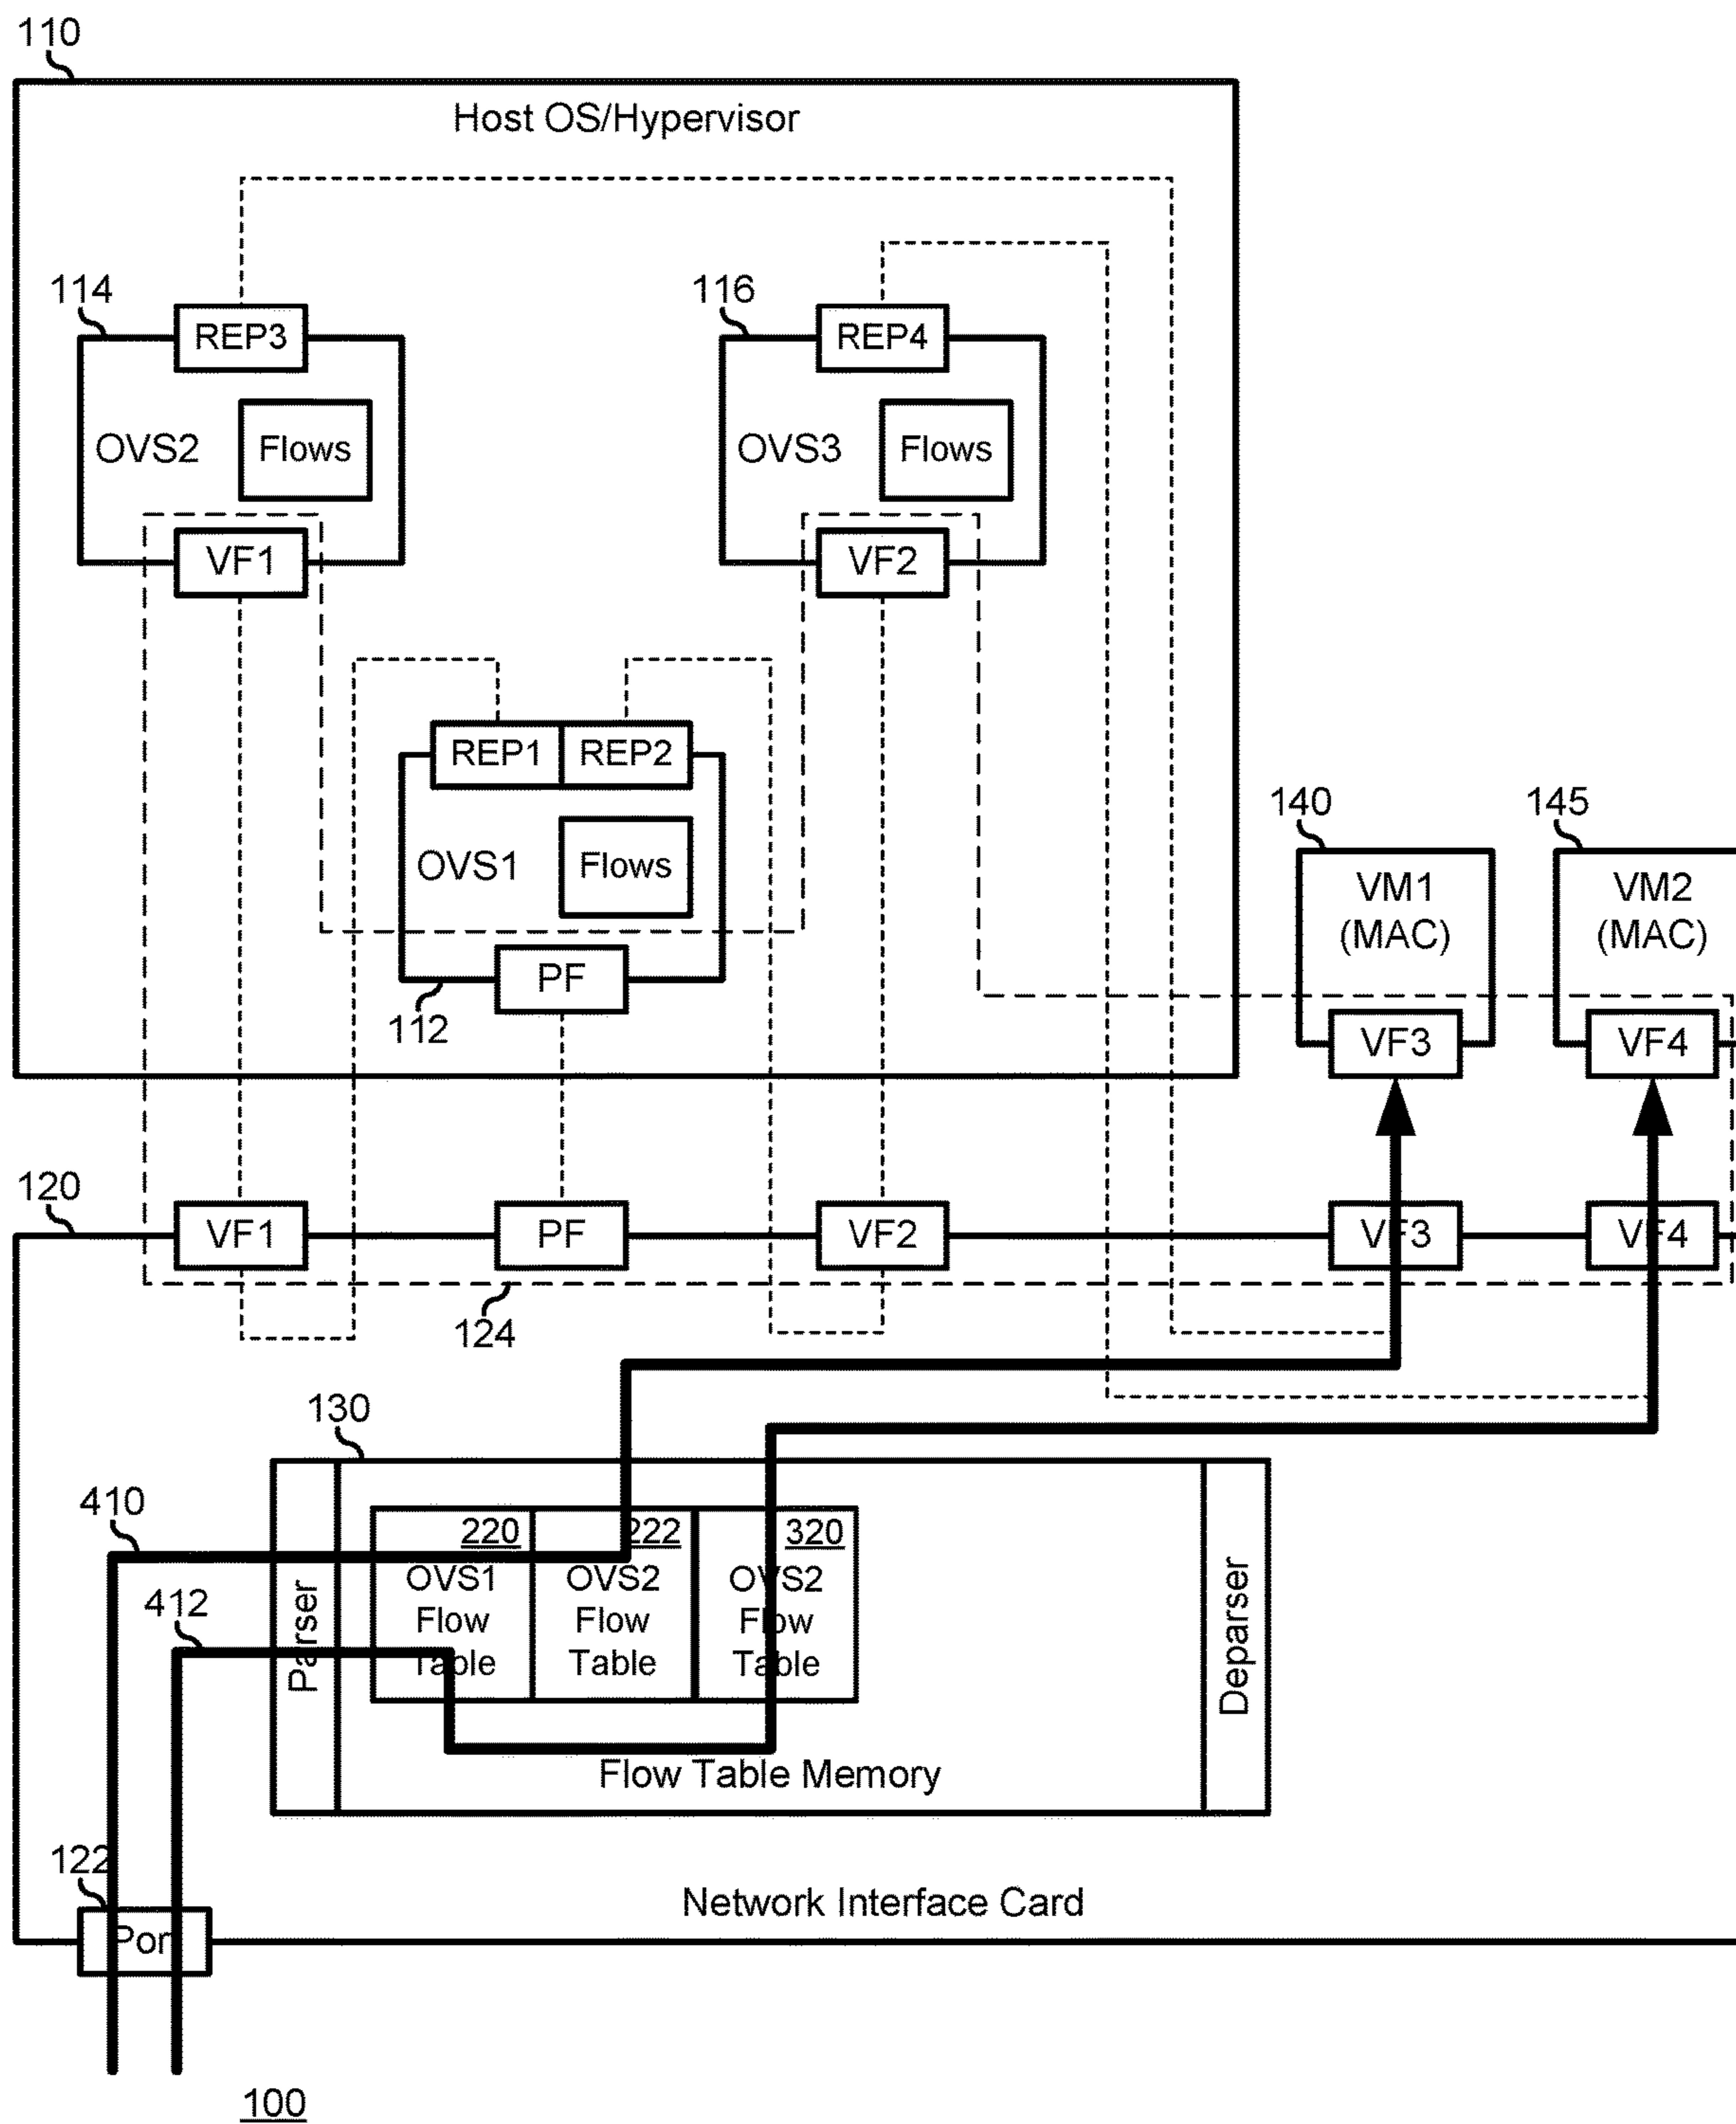 110
Host OS/Hypervisor
114
REP3
116
REP4
OVS2
Flows
OVS3
Flows
VF1
VF2
REP1
REP2
OVS1
Flows
PF
112
140
VM1
(MAC)
VF3
145
VM2
(MAC)
VF4
120
VF1
PF
VF2
VF3
VF4
124
130
410
412
Parser
220
OVS1
Flow
Table
222
OVS2
Flow
Table
320
OVS2
Flow
Table
Deparser
Flow Table Memory
122
Port
Network Interface Card
100